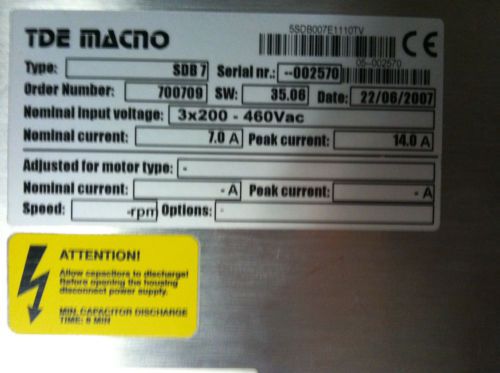 TDE MACNO
5SDB007E1110TV
CE
05--002570
Type: SDB 7 Serial nr.: --002570
Order Number: 700709 SW: 35.06 Date: 22/06/2007
Nominal input voltage: 3x200 - 460Vac
Nominal current: 7.0 A Peak current: 14.0 A
Adjusted for motor type: -
Nominal current: - A Peak current: - A
Speed: -rpm Options: -
ATTENTION!
Allow capacitors to discharge!
Before opening the housing
disconnect power supply.
MIN. CAPACITOR DISCHARGE
TIME: 8 MIN